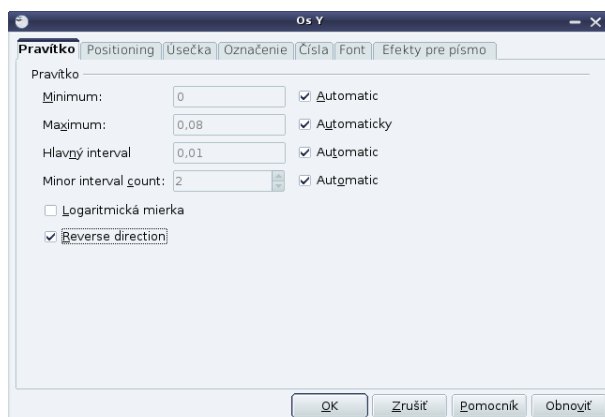 Os Y
Pravítko Positioning Úsečka Označenie Čísla Font Efekty pre písmo
Pravítko
Minimum: 0 Automatic
Maximum: 0,08 Automaticky
Hlavný interval 0,01 Automatic
Minor interval count: 2 Automatic
Logaritmická mierka
Reverse direction
OK Zrušiť Pomocník Obnoviť